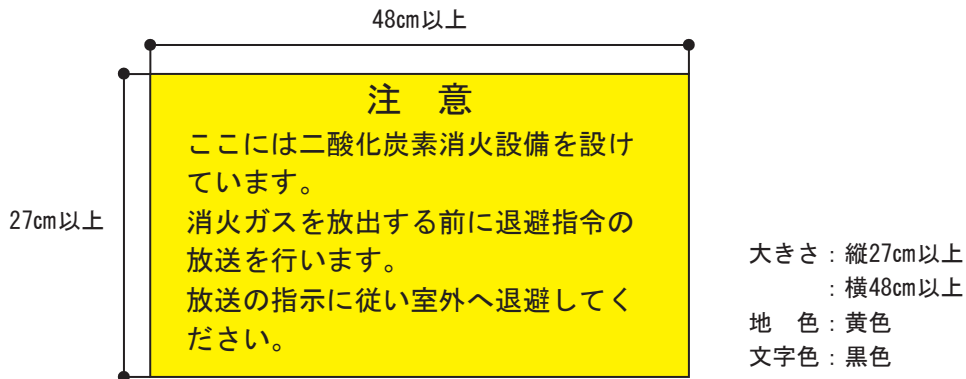 48cm以上
注　意
ここには二酸化炭素消火設備を設け
ています。
消火ガスを放出する前に退避指令の
放送を行います。
放送の指示に従い室外へ退避してく
ださい。
27cm以上
大きさ：縦27cm以上
：横48cm以上
地　色：黄色
文字色：黒色